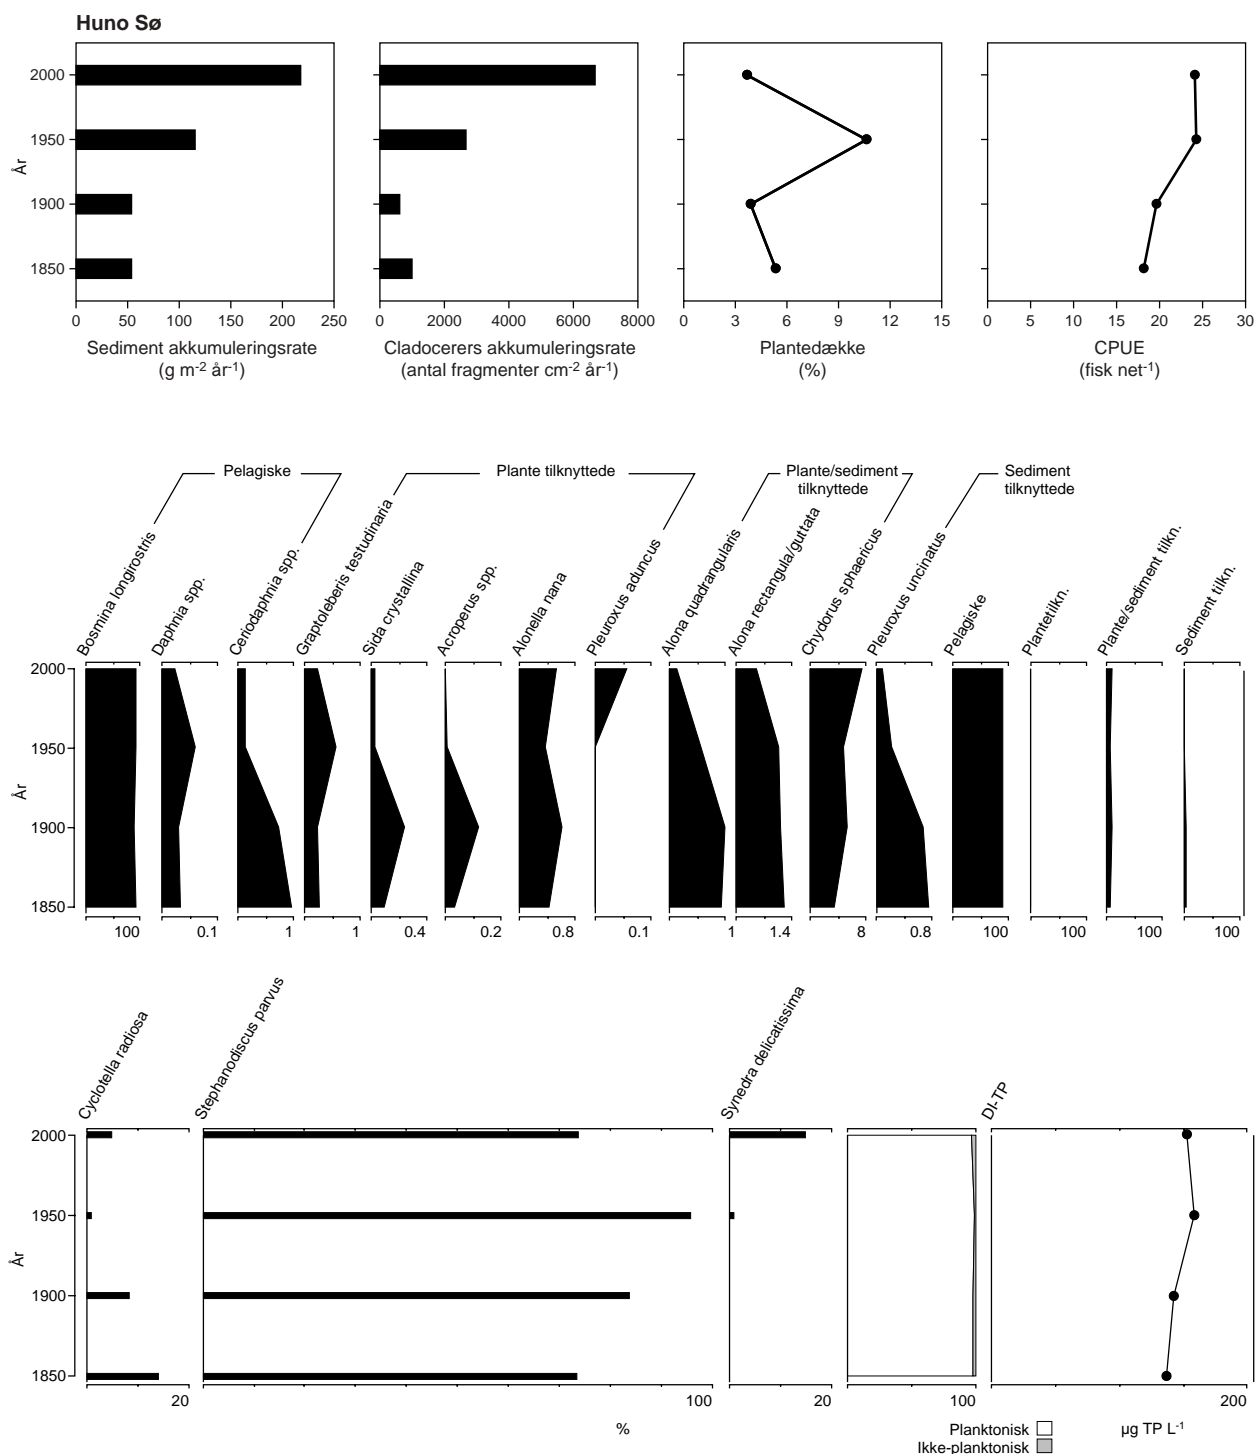 Huno Sø
År
2000
1950
1900
1850
0 50 100 150 200 250
Sediment akkumuleringsrate
(g m⁻² år⁻¹)
0 2000 4000 6000 8000
Cladocerers akkumuleringsrate
(antal fragmenter cm⁻² år⁻¹)
0 3 6 9 12 15
Plantedække
(%)
0 5 10 15 20 25 30
CPUE
(fisk net⁻¹)
Pelagiske
Plante tilknyttede
Plante/sediment
tilknyttede
Sediment
tilknyttede
Bosmina longirostris
Daphnia spp.
Ceriodaphnia spp.
Graptoleberis testudinaria
Sida crystallina
Acroperus spp.
Alonella nana
Pleuroxus aduncus
Alona quadrangularis
Alona rectangula/guttata
Chydorus sphaericus
Pleuroxus uncinatus
Pelagiske
Plantetilkn.
Plante/sediment tilkn.
Sediment tilkn.
År
2000
1950
1900
1850
100 0.1 1 1 0.4 0.2 0.8 0.1 1 1.4 8 0.8 100 100 100 100
Cyclotella radiosa
Stephanodiscus parvus
Synedra delicatissima
DI-TP
År
2000
1950
1900
1850
20 100 20 100 200
%
Planktonisk
Ikke-planktonisk
µg TP L⁻¹